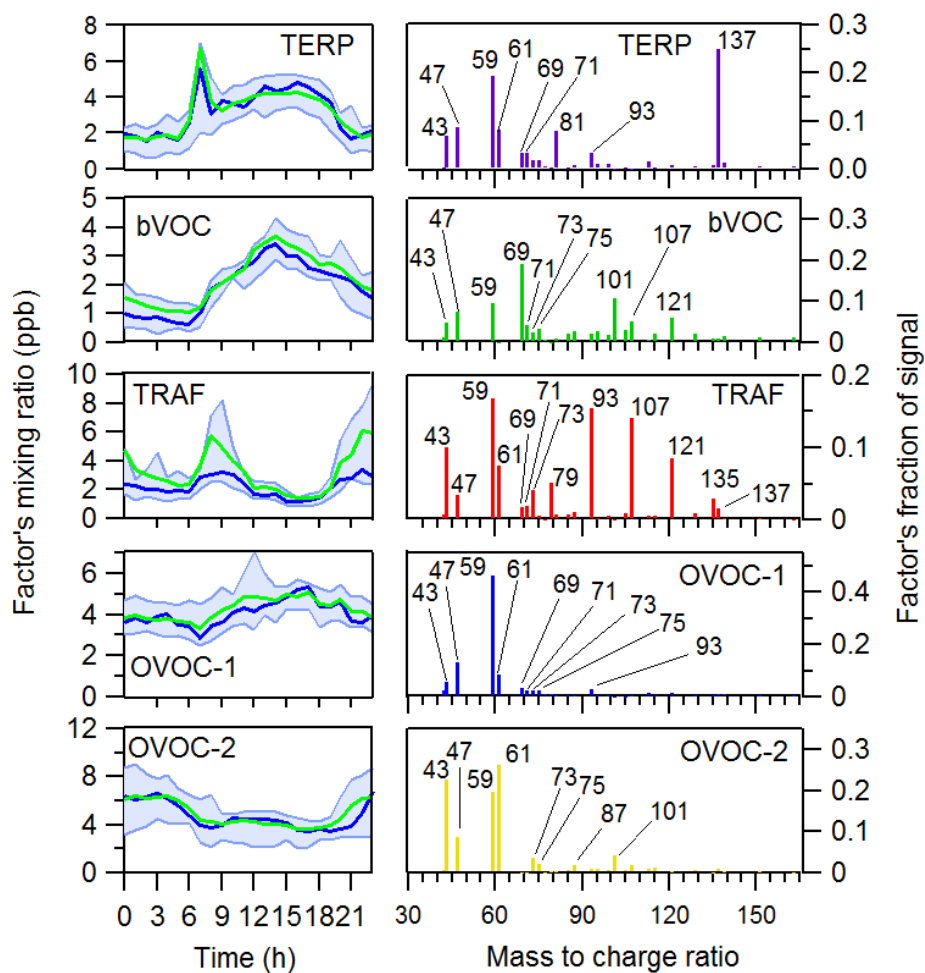 Factor's mixing ratio (ppb)
8
6
4
2
0
TERP
5
4
3
2
1
0
bVOC
10
8
6
4
2
0
TRAF
6
4
2
0
OVOC-1
12
8
4
0
OVOC-2
0 3 6 9 12 15 18 21
Time (h)
TERP
43 47 59 61 69 71 81 93 137
0.3
0.2
0.1
0.0
bVOC
43 47 59 69 71 73 75 101 107 121
0.3
0.2
0.1
0.0
TRAF
43 47 59 61 69 71 73 79 93 107 121 135 137
0.2
0.1
0.0
OVOC-1
43 47 59 61 69 71 73 75 93
0.4
0.2
0.0
OVOC-2
43 47 59 61 73 75 87 101
0.3
0.2
0.1
0.0
30 60 90 120 150
Mass to charge ratio
Factor's fraction of signal